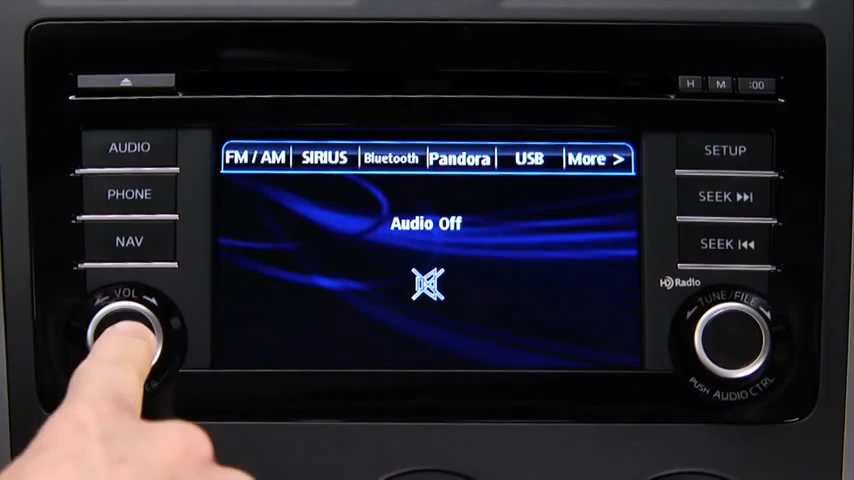 H M :00
AUDIO
PHONE
NAV
VOL
FM / AM SIRIUS Bluetooth Pandora USB More >
Audio Off
SETUP
SEEK
SEEK
HD Radio
TUNE/FILE
PUSH AUDIO CTRL